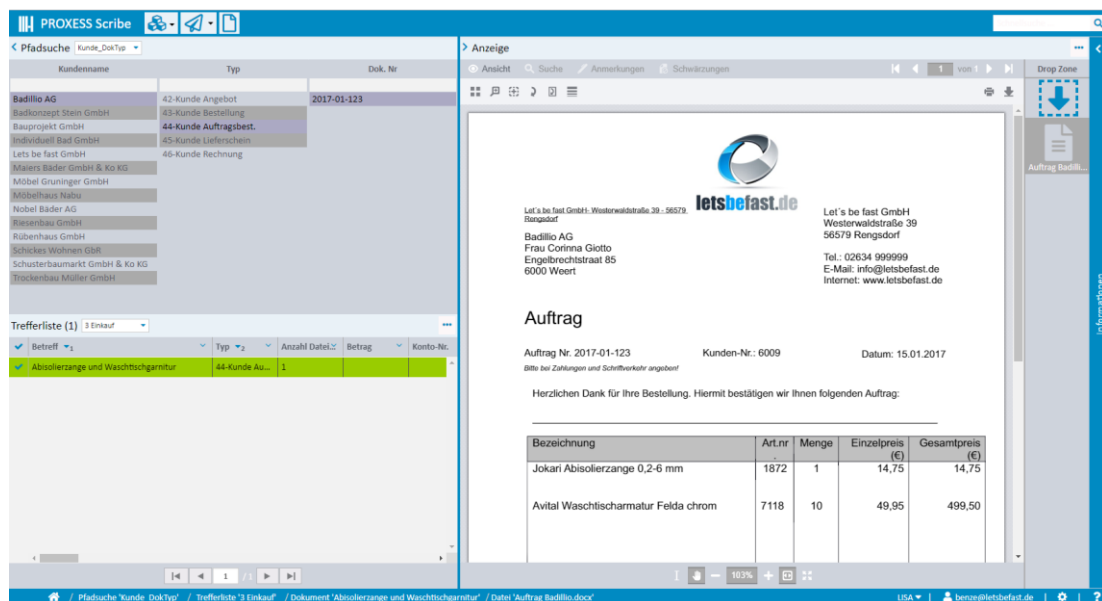 PROXESS Scribe
Pfadsuche Kunde_DokTyp
Kundenname Typ Dok. Nr
Badillio AG 42-Kunde Angebot 2017-01-123
Badkonzept Stein GmbH 43-Kunde Bestellung
Bauprojekt GmbH 44-Kunde Auftragsbest.
Individuell Bad GmbH 45-Kunde Lieferschein
Lets be fast GmbH 46-Kunde Rechnung
Maiers Bäder GmbH & Ko KG
Möbel Gruninger GmbH
Möbelhaus Nabu
Nobel Bäder AG
Riesenbau GmbH
Rübenhaus GmbH
Schickes Wohnen GbR
Schusterbaumarkt GmbH & Ko KG
Trockenbau Müller GmbH
Trefferliste (1) 3 Einkauf
Betreff 1 Typ 2 Anzahl Datei... Betrag Konto-Nr.
Abisolierzange und Waschtischgarnitur 44-Kunde Au... 1
1 / 1
Anzeige
Ansicht Suche Anmerkungen Schwärzungen 1 von 1
letsbefast.de
Let´s be fast GmbH- Westerwaldstraße 39 - 56579
Rengsdorf
Badillio AG
Frau Corinna Giotto
Engelbrechtstraat 85
6000 Weert
Let´s be fast GmbH
Westerwaldstraße 39
56579 Rengsdorf
Tel.: 02634 999999
E-Mail: info@letsbefast.de
Internet: www.letsbefast.de
Auftrag
Auftrag Nr. 2017-01-123 Kunden-Nr.: 6009 Datum: 15.01.2017
Bitte bei Zahlungen und Schriftverkehr angeben!
Herzlichen Dank für Ihre Bestellung. Hiermit bestätigen wir Ihnen folgenden Auftrag:
Bezeichnung Art.nr Menge Einzelpreis Gesamtpreis
. (€) (€)
Jokari Abisolierzange 0,2-6 mm 1872 1 14,75 14,75
Avital Waschtischarmatur Felda chrom 7118 10 49,95 499,50
103%
Drop Zone
Auftrag Badilli...
Informationen
/ Pfadsuche 'Kunde_DokTyp' / Trefferliste '3 Einkauf' / Dokument 'Abisolierzange und Waschtischgarnitur' / Datei 'Auftrag Badillio.docx' LISA | benze@letsbefast.de | | ?